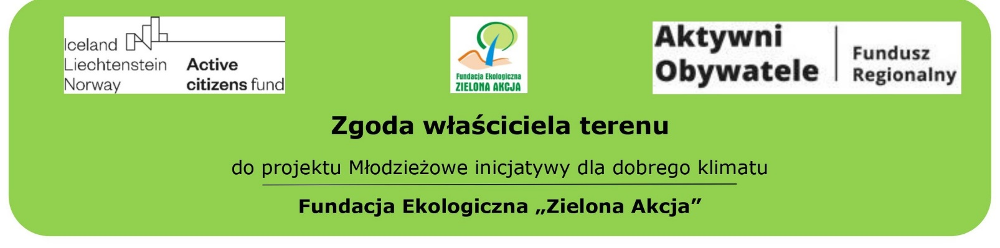 Iceland
Liechtenstein
Norway
Active
citizens fund
Fundacja Ekologiczna
ZIELONA AKCJA
Aktywni
Obywatele
Fundusz
Regionalny
Zgoda właściciela terenu
do projektu Młodzieżowe inicjatywy dla dobrego klimatu
Fundacja Ekologiczna „Zielona Akcja”